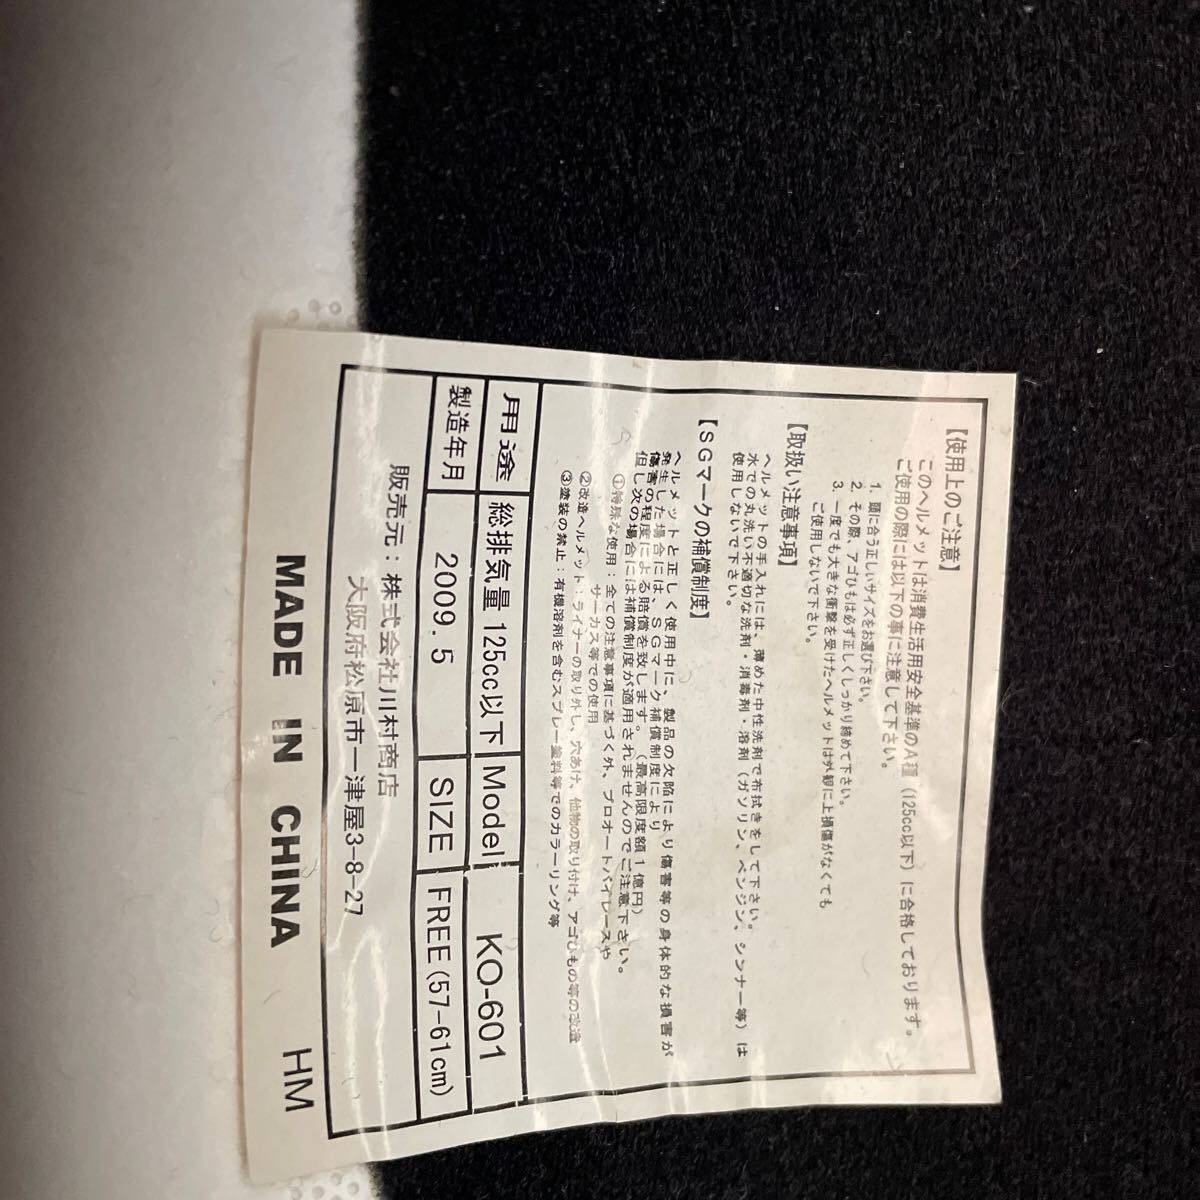 【使用上のご注意】
このヘルメットは消費生活用安全基準のA種（125cc以下）に合格しております。
ご使用の際には以下の事に注意して下さい。
1. 頭に合う正しいサイズをお選び下さい。
2. その際、アゴひもは必ず正しくしっかり締めて下さい。
3. 一度でも大きな衝撃を受けたヘルメットは外観に上損傷がなくても
ご使用しないで下さい。
【取扱い注意事項】
ヘルメットの手入れには、薄めた中性洗剤で布拭きをして下さい。
水での丸洗い不適切な洗剤・消毒剤・溶剤（ガソリン、ベンジン、シンナー等）は
使用しないで下さい。
【SGマークの補償制度】
ヘルメットと正しく使用中に、製品の欠陥により傷害等の身体的な損害が
発生した場合にはSGマーク補償制度により
傷害の程度による賠償を致します。（最高限度額1億円）
但し次の場合には補償制度が適用されませんのでご注意下さい。
①特殊な使用：全ての注意事項に基づく外、プロオートバイレースや
サーカス等での使用
②改造ヘルメット：ライナーの取り外し、穴あけ、他物の取り付け、アゴひもの等の改造
③塗装の禁止：有機溶剤を含むスプレー塗料等でのカラーリング等
用途 総排気量125cc以下 Model KO-601
製造年月 2009.5 SIZE FREE(57-61cm)
販売元：株式会社川村商店
大阪府松原市一津屋3-8-27
MADE IN CHINA HM